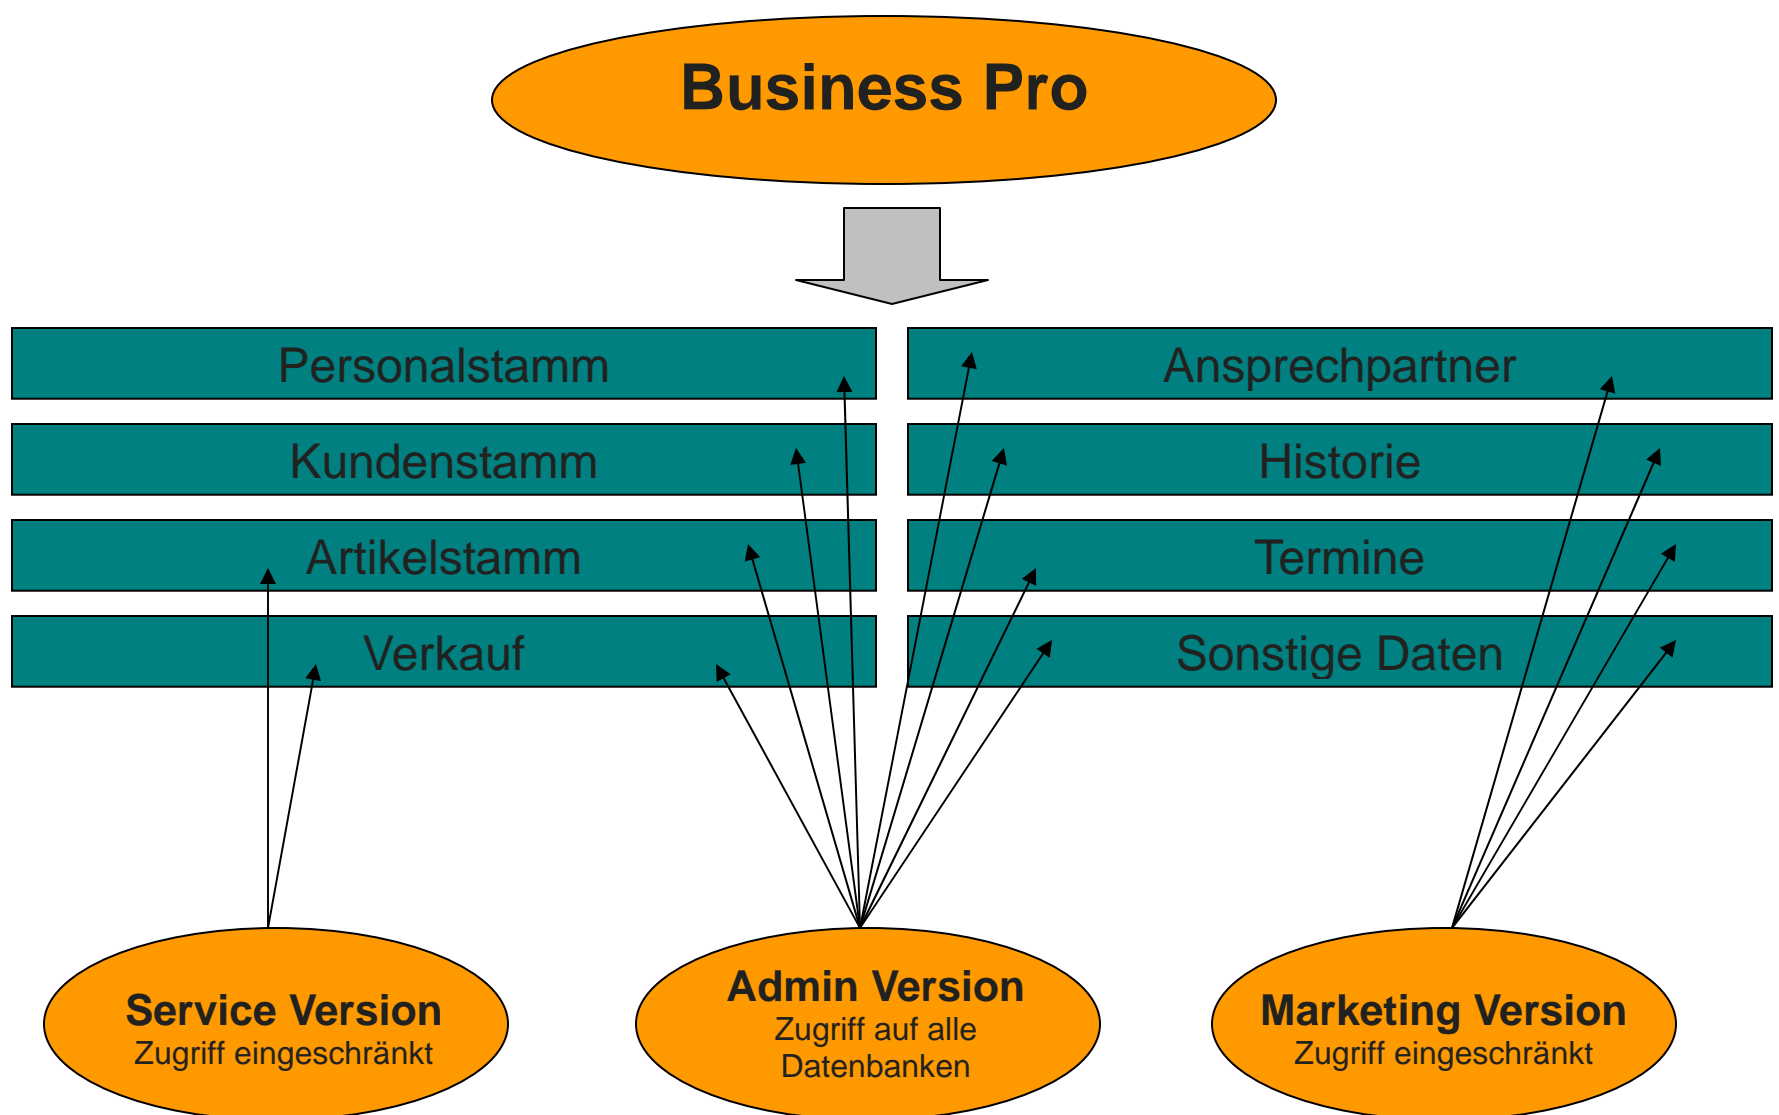 Business Pro
Personalstamm
Ansprechpartner
Kundenstamm
Historie
Artikelstamm
Termine
Verkauf
Sonstige Daten
Service Version
Zugriff eingeschränkt
Admin Version
Zugriff auf alle
Datenbanken
Marketing Version
Zugriff eingeschränkt